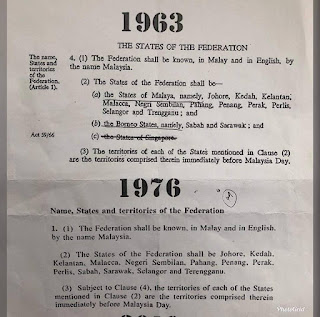 1963
THE STATES OF THE FEDERATION
The name,
States and
territories
of the
Federation.
(Article 1).
4. (1) The Federation shall be known, in Malay and in English, by
the name Malaysia.
(2) The States of the Federation shall be—
(a) the States of Malaya, namely, Johore, Kedah, Kelantan,
Malacca, Negri Sembilan, Pahang, Penang, Perak, Perlis,
Selangor and Trengganu; and
(b) the Borneo States, namely, Sabah and Sarawak; and
Act 59/66
(c) the State of Singapore.
(3) The territories of each of the States mentioned in Clause (2)
are the territories comprised therein immediately before Malaysia Day.
1976
Name, States and territories of the Federation
1. (1) The Federation shall be known, in Malay and in English,
by the name Malaysia.
(2) The States of the Federation shall be Johore, Kedah,
Kelantan, Malacca, Negeri Sembilan, Pahang, Penang, Perak,
Perlis, Sabah, Sarawak, Selangor and Terengganu.
(3) Subject to Clause (4), the territories of each of the States
mentioned in Clause (2) are the territories comprised therein
immediately before Malaysia Day.
PhotoGrid